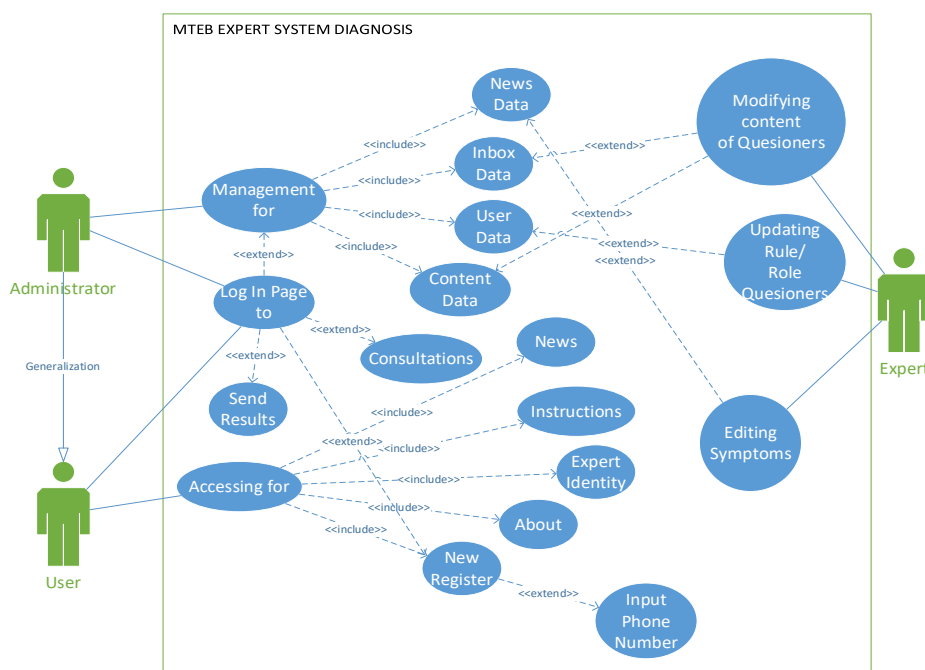 MTEB EXPERT SYSTEM DIAGNOSIS
News
Data
Modifying
content
of Quesioners
<<include>>
<<extend>>
Inbox
Data
Management
for
<<include>>
<<include>>
User
Data
<<extend>>
Updating
Rule/
Role
Quesioners
<<extend>>
<<include>>
<<extend>>
<<extend>>
Administrator
Log In Page
to
Content
Data
Expert
<<extend>>
News
Consultations
<<extend>>
Generalization
Send
Results
Instructions
<<extend>>
<<include>>
<<include>>
Editing
Symptoms
Accessing for
<<include>>
Expert
Identity
<<include>>
About
<<include>>
User
New
Register
<<extend>>
Input
Phone
Number